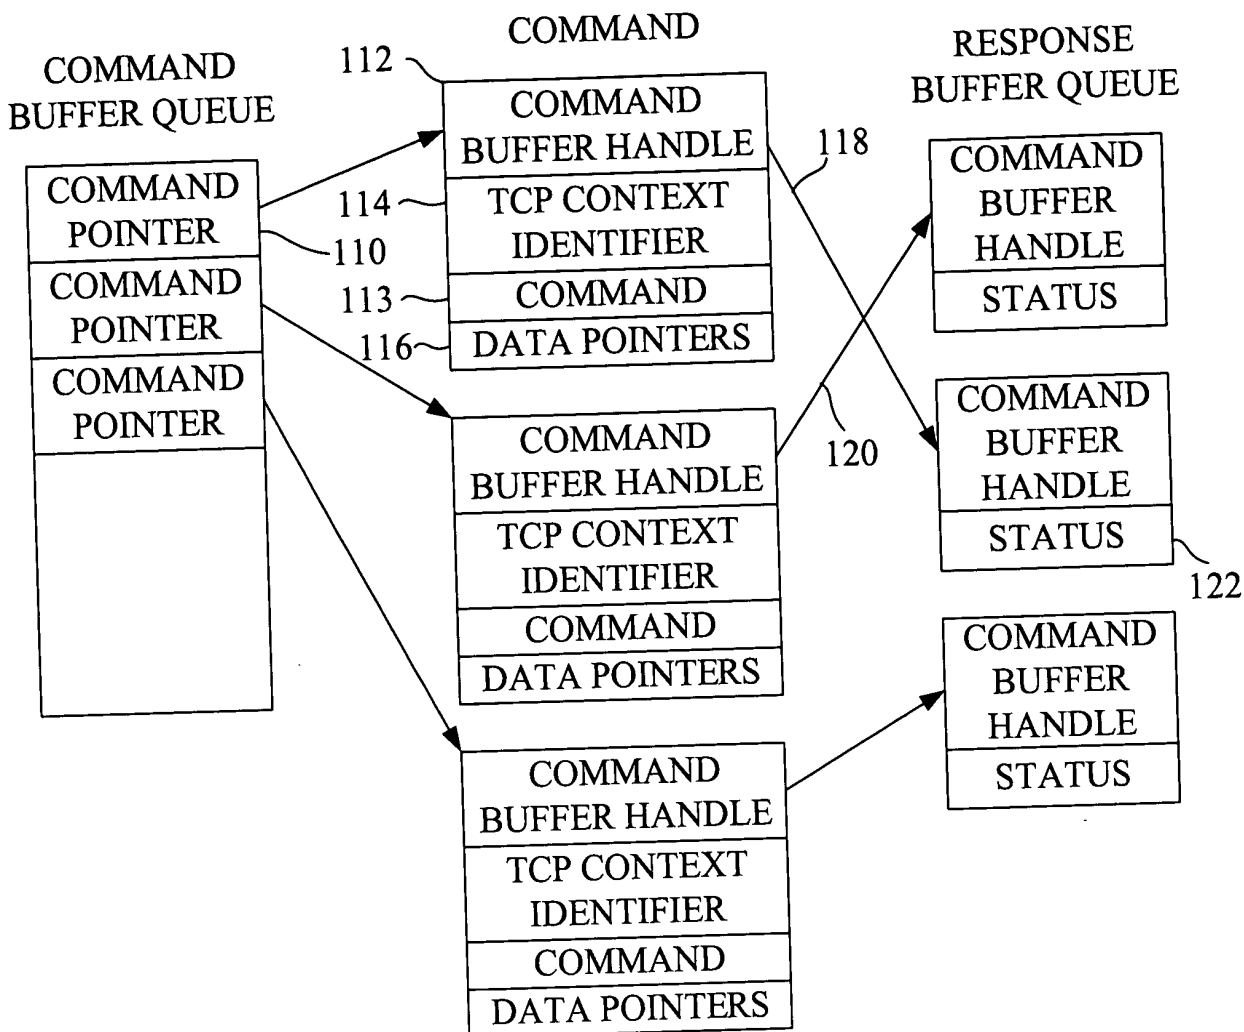 COMMAND
BUFFER QUEUE
COMMAND
POINTER
110
COMMAND
POINTER
COMMAND
POINTER
COMMAND
112
COMMAND
BUFFER HANDLE
114
TCP CONTEXT
IDENTIFIER
113
COMMAND
116
DATA POINTERS
COMMAND
BUFFER HANDLE
TCP CONTEXT
IDENTIFIER
COMMAND
DATA POINTERS
COMMAND
BUFFER HANDLE
TCP CONTEXT
IDENTIFIER
COMMAND
DATA POINTERS
118
120
RESPONSE
BUFFER QUEUE
COMMAND
BUFFER
HANDLE
STATUS
COMMAND
BUFFER
HANDLE
STATUS
122
COMMAND
BUFFER
HANDLE
STATUS